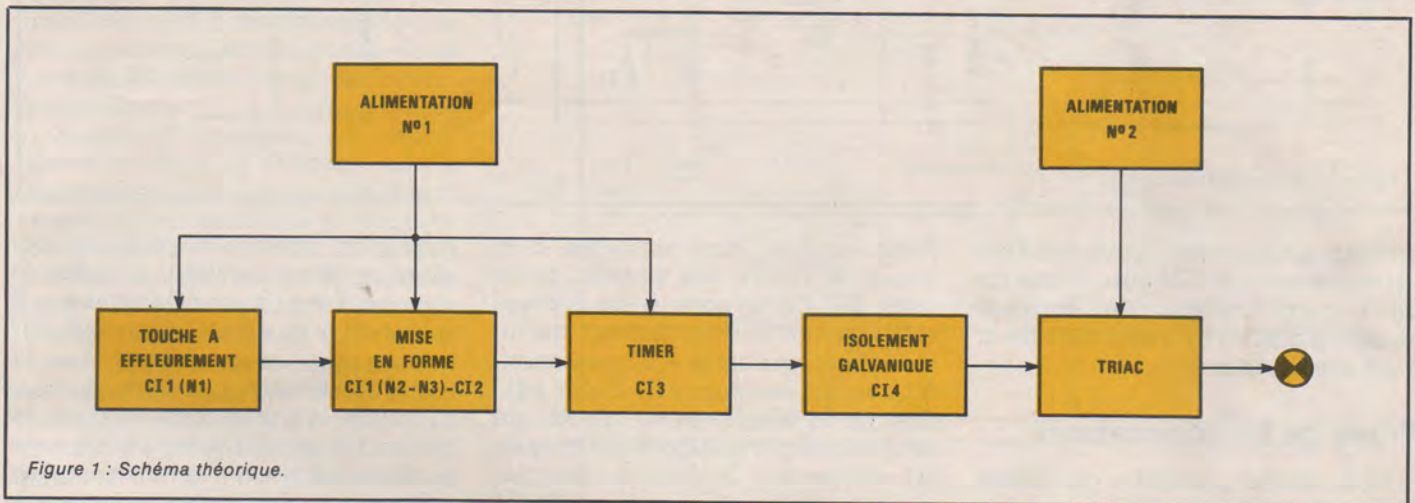 ALIMENTATION
Nº1
ALIMENTATION
Nº2
TOUCHE A
EFFLEUREMENT
CI1(N1)
MISE
EN FORME
CI1(N2-N3)-CI2
TIMER
CI3
ISOLEMENT
GALVANIQUE
CI4
TRIAC
Figure 1 : Schéma théorique.